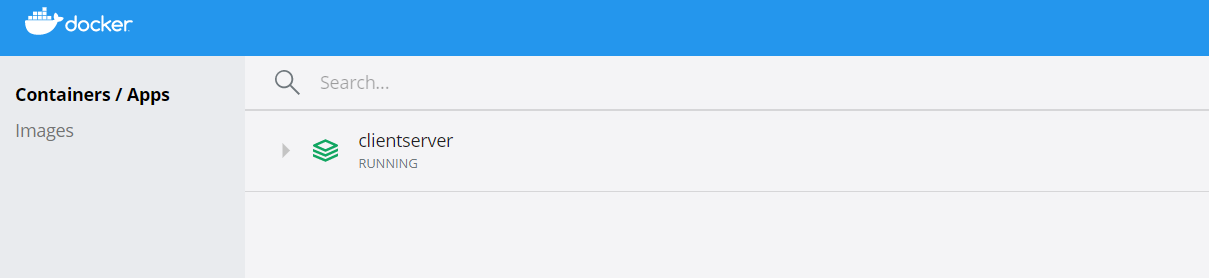 docker
Containers / Apps
Images
Search...
clientserver
RUNNING